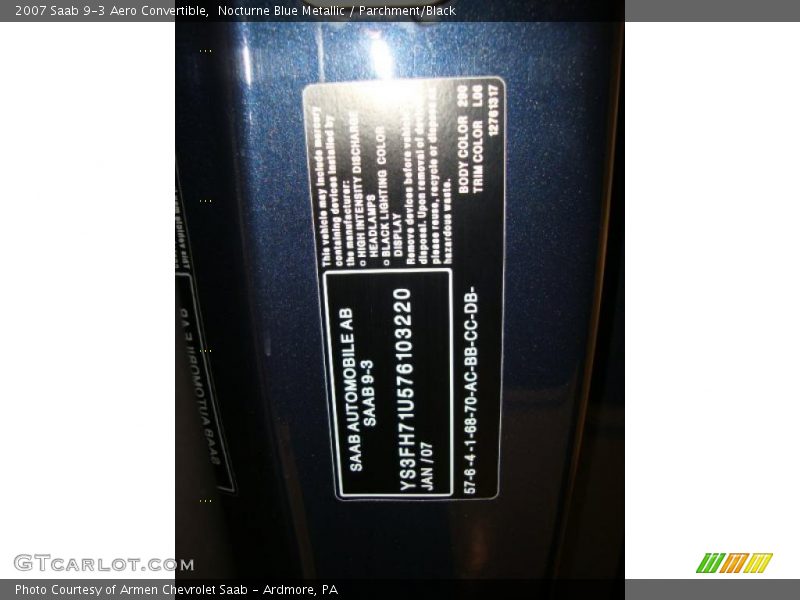 2007 Saab 9-3 Aero Convertible,  Nocturne Blue Metallic / Parchment/Black
This vehicle may include mercury
containing devices installed by
the manufacturer:
o HIGH INTENSITY DISCHARGE
HEADLAMPS
o BLACK LIGHTING COLOR
DISPLAY
Remove devices before vehicle
disposal. Upon removal of devices
please reuse, recycle or dispose as
hazardous waste.
BODY COLOR 290
TRIM COLOR L06
12761317
SAAB AUTOMOBILE AB
SAAB 9-3
YS3FH71U576103220
JAN /07
57-6-4-1-68-70-AC-BB-CC-DB-
GTCARLOT.COM
Photo Courtesy of Armen Chevrolet Saab - Ardmore, PA